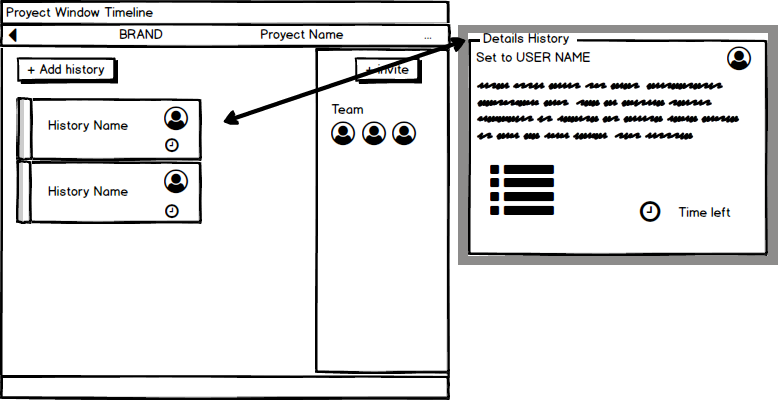 Proyect Window Timeline
BRAND
Proyect Name
...
+ Add history
+ invite
History Name
History Name
Team
Details History
Set to USER NAME
Time left